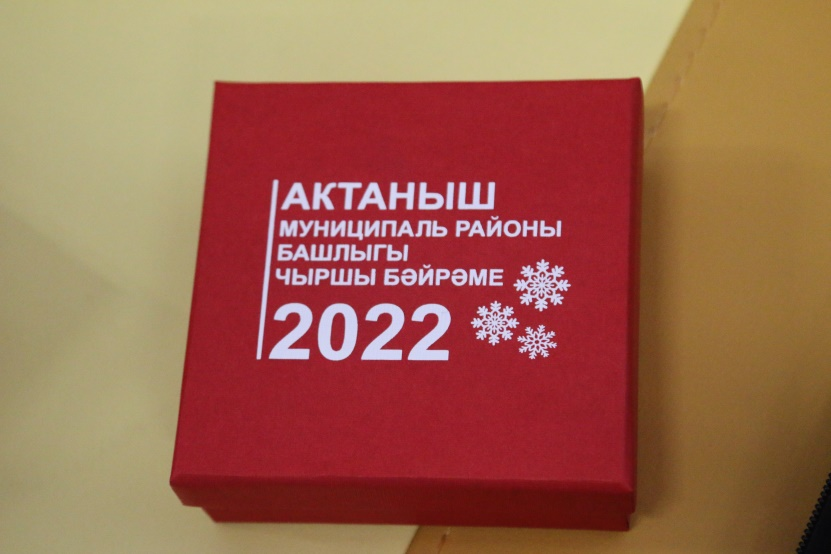 АКТАНЫШ
МУНИЦИПАЛЬ РАЙОНЫ
БАШЛЫГЫ
ЧЫРШЫ БӘЙРӘМЕ
2022